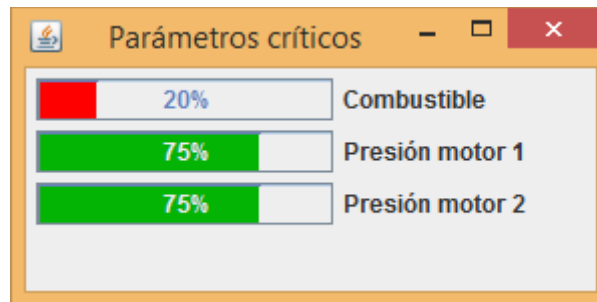 Parámetros críticos
20% Combustible
75% Presión motor 1
75% Presión motor 2